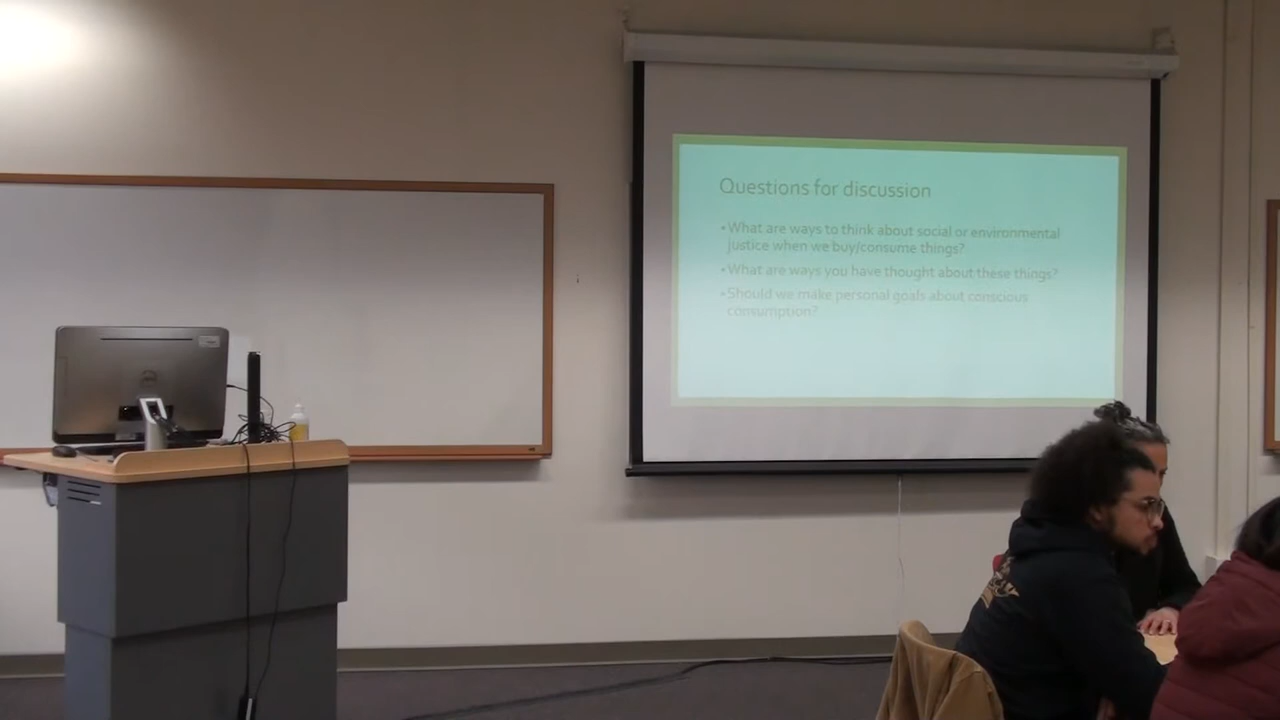 Questions for discussion
• What are ways to think about social or environmental
justice when we buy/consume things?
• What are ways you have thought about these things?
• Should we make personal goals about conscious
consumption?